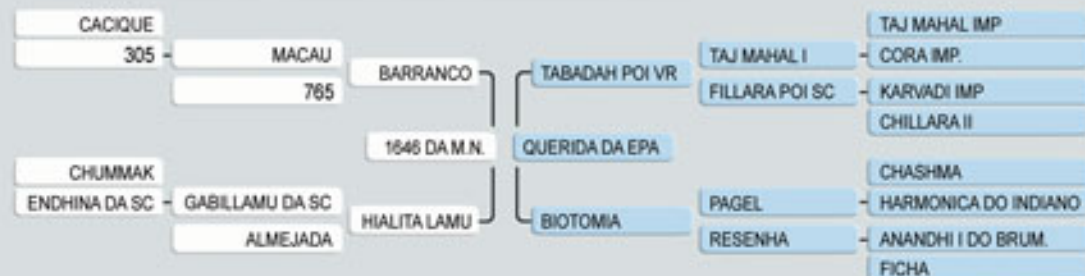 CACIQUE
305
MACAU
765
BARRANCO
1646 DA M.N.
CHUMMAK
ENDHINA DA SC
GABILLAMU DA SC
ALMEJADA
HIALITA LAMU
TABADAH POI VR
QUERIDA DA EPA
BIOTOMIA
TAJ MAHAL I
FILLARA POI SC
PAGEL
RESENHA
TAJ MAHAL IMP
CORA IMP.
KARVADI IMP
CHILLARA II
CHASHMA
HARMONICA DO INDIANO
ANANDHI I DO BRUM.
FICHA